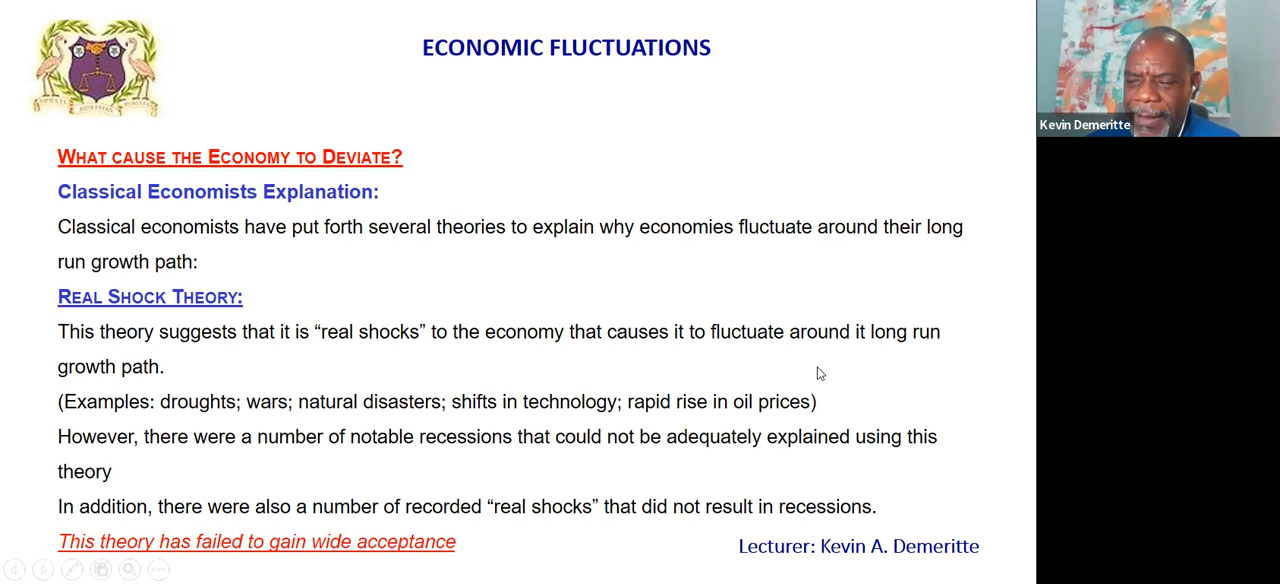 ECONOMIC FLUCTUATIONS
Kevin Demeritte
WHAT CAUSE THE ECONOMY TO DEVIATE?
Classical Economists Explanation:
Classical economists have put forth several theories to explain why economies fluctuate around their long
run growth path:
REAL SHOCK THEORY:
This theory suggests that it is “real shocks” to the economy that causes it to fluctuate around it long run
growth path.
(Examples: droughts; wars; natural disasters; shifts in technology; rapid rise in oil prices)
However, there were a number of notable recessions that could not be adequately explained using this
theory
In addition, there were also a number of recorded “real shocks” that did not result in recessions.
This theory has failed to gain wide acceptance
Lecturer: Kevin A. Demeritte